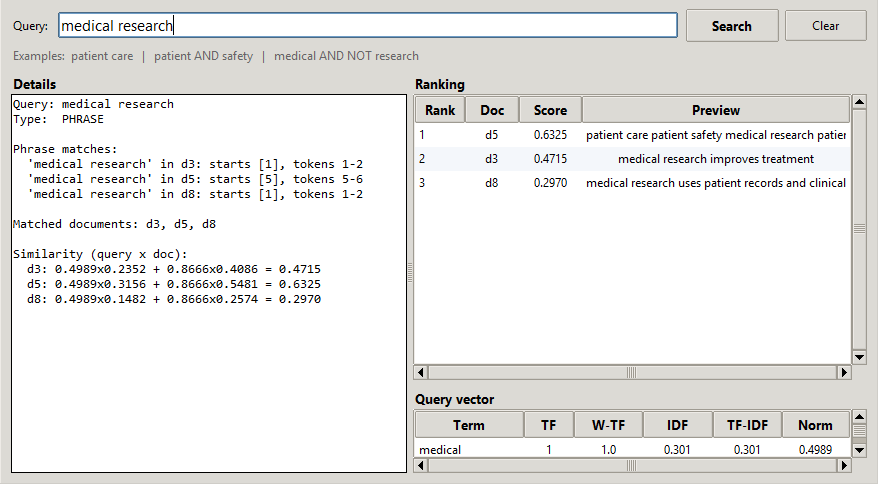 Query: medical research Search Clear
Examples: patient care | patient AND safety | medical AND NOT research
Details
Query: medical research
Type: PHRASE
Phrase matches:
'medical research' in d3: starts [1], tokens 1-2
'medical research' in d5: starts [5], tokens 5-6
'medical research' in d8: starts [1], tokens 1-2
Matched documents: d3, d5, d8
Similarity (query x doc):
d3: 0.4989x0.2352 + 0.8666x0.4086 = 0.4715
d5: 0.4989x0.3156 + 0.8666x0.5481 = 0.6325
d8: 0.4989x0.1482 + 0.8666x0.2574 = 0.2970
Ranking
Rank Doc Score Preview
1 d5 0.6325 patient care patient safety medical research patier
2 d3 0.4715 medical research improves treatment
3 d8 0.2970 medical research uses patient records and clinical
Query vector
Term TF W-TF IDF TF-IDF Norm
medical 1 1.0 0.301 0.301 0.4989